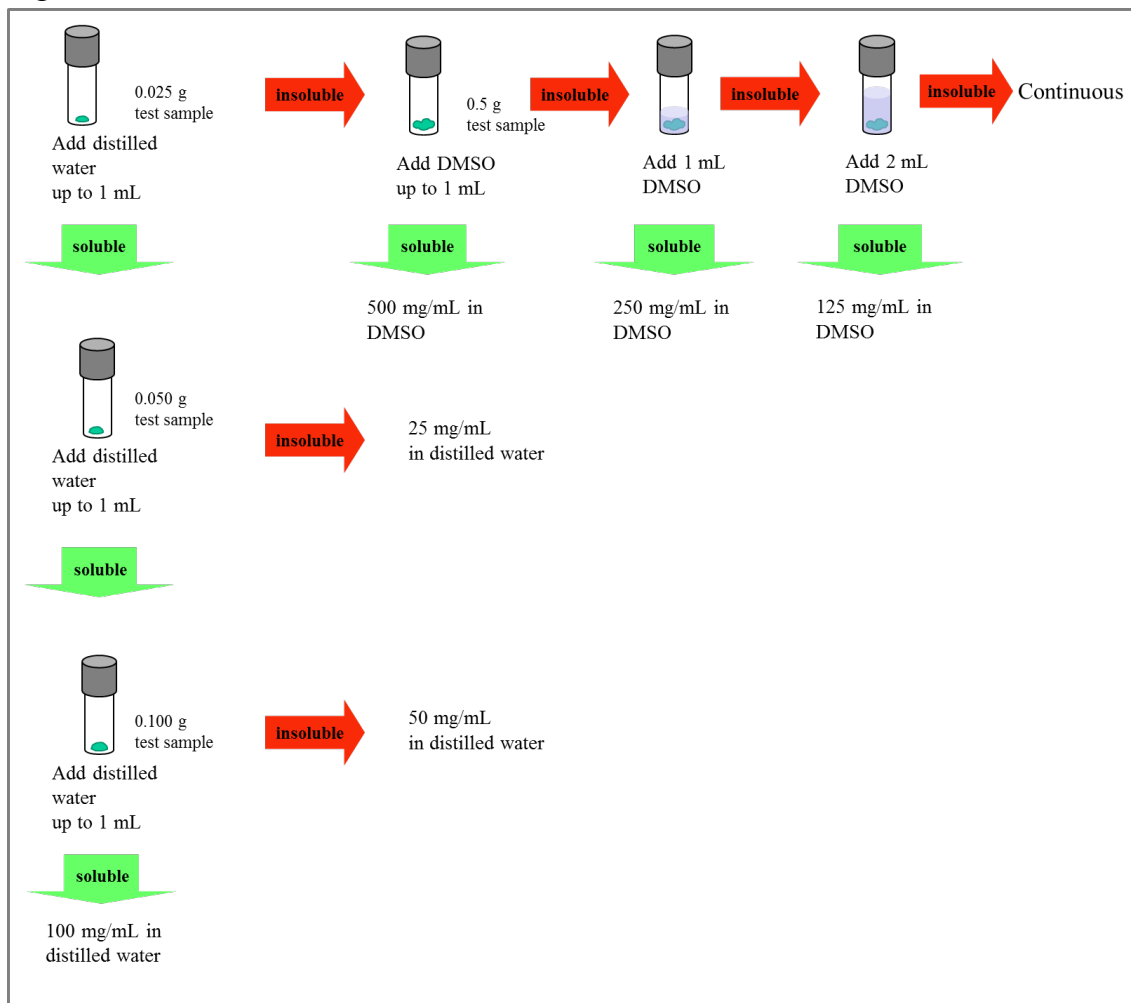 0.025 g
test sample
Add distilled
water
up to 1 mL
insoluble
0.5 g
test sample
Add DMSO
up to 1 mL
insoluble
Add 1 mL
DMSO
insoluble
Add 2 mL
DMSO
insoluble
Continuous
soluble
soluble
500 mg/mL in
DMSO
soluble
250 mg/mL in
DMSO
soluble
125 mg/mL in
DMSO
0.050 g
test sample
Add distilled
water
up to 1 mL
insoluble
25 mg/mL
in distilled water
soluble
0.100 g
test sample
Add distilled
water
up to 1 mL
insoluble
50 mg/mL
in distilled water
soluble
100 mg/mL in
distilled water